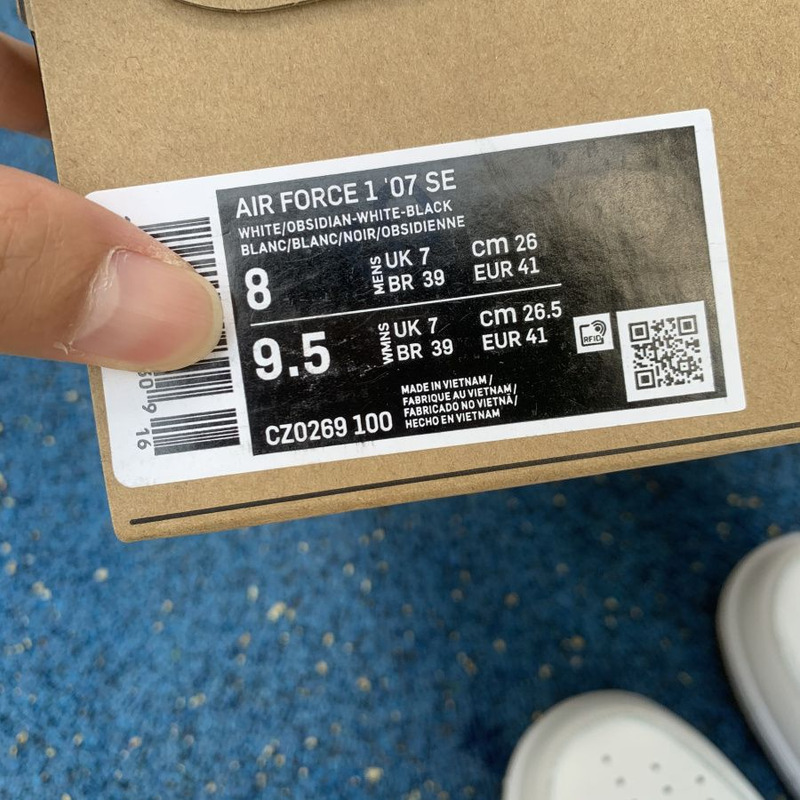 AIR FORCE 1 '07 SE
WHITE/OBSIDIAN-WHITE-BLACK
BLANC/BLANC/NOIR/OBSIDIENNE
8 MENS UK 7 cm 26
BR 39 EUR 41
9.5 WMNS UK 7 cm 26.5
BR 39 EUR 41
RFID
MADE IN VIETNAM /
FABRIQUE AU VIETNAM /
FABRICADO NO VIETNÃ /
HECHO EN VIETNAM
CZ0269 100
9 16